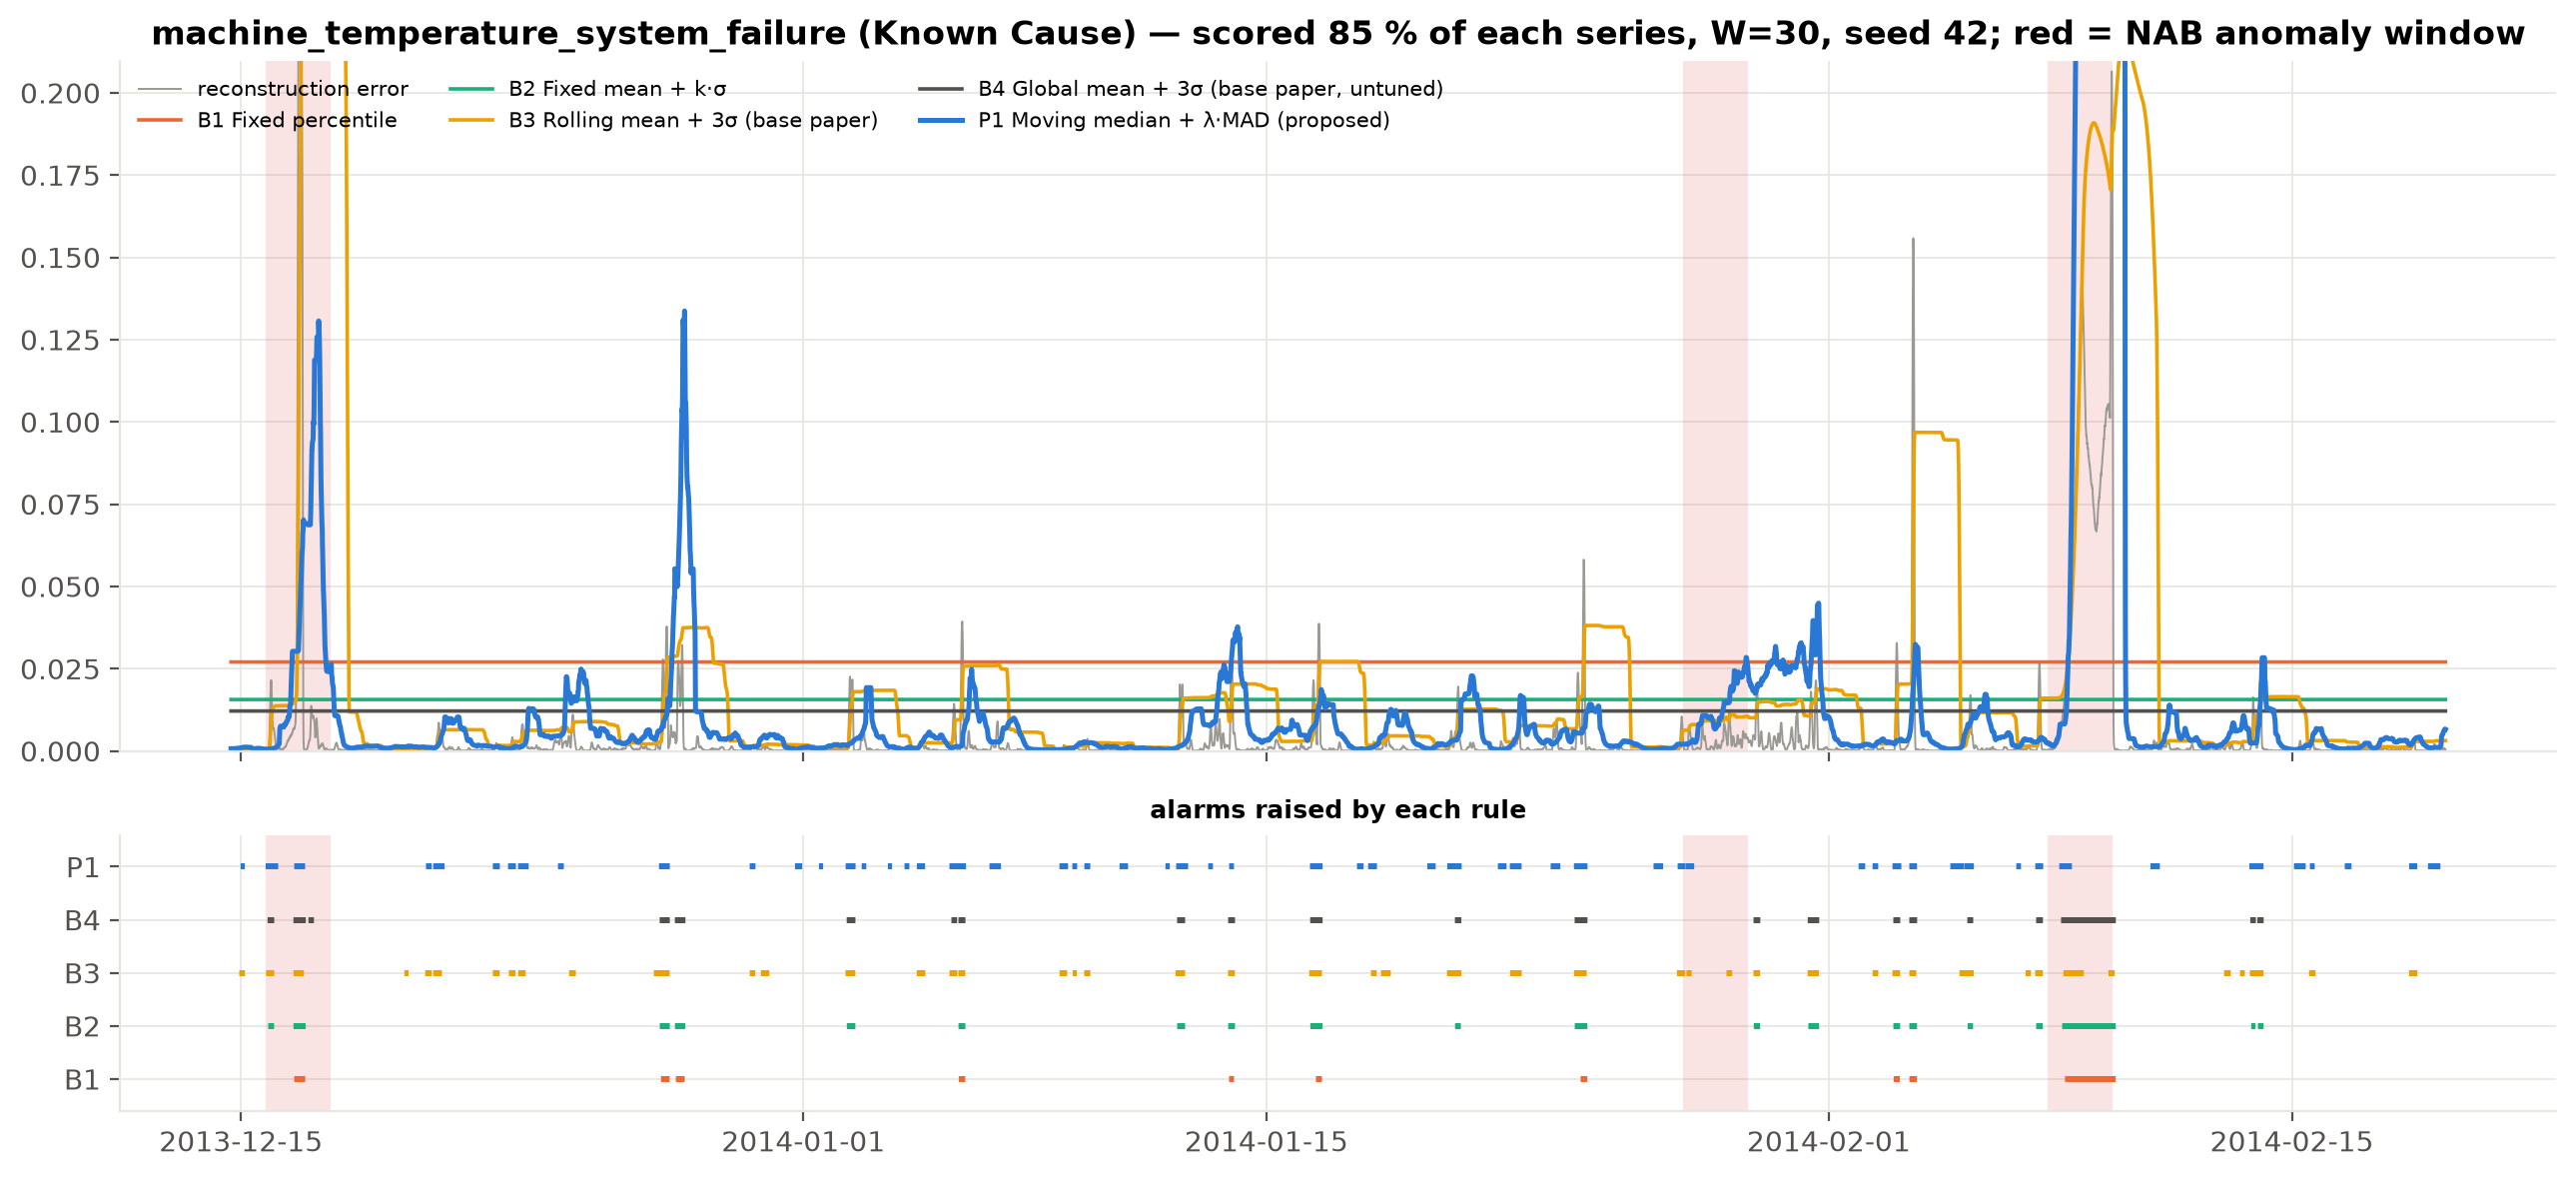 machine_temperature_system_failure (Known Cause) — scored 85 % of each series, W=30, seed 42; red = NAB anomaly window
reconstruction error
B1 Fixed percentile
B2 Fixed mean + k·σ
B3 Rolling mean + 3σ (base paper)
B4 Global mean + 3σ (base paper, untuned)
P1 Moving median + λ·MAD (proposed)
0.200
0.175
0.150
0.125
0.100
0.075
0.050
0.025
0.000
alarms raised by each rule
P1
B4
B3
B2
B1
2013-12-15
2014-01-01
2014-01-15
2014-02-01
2014-02-15